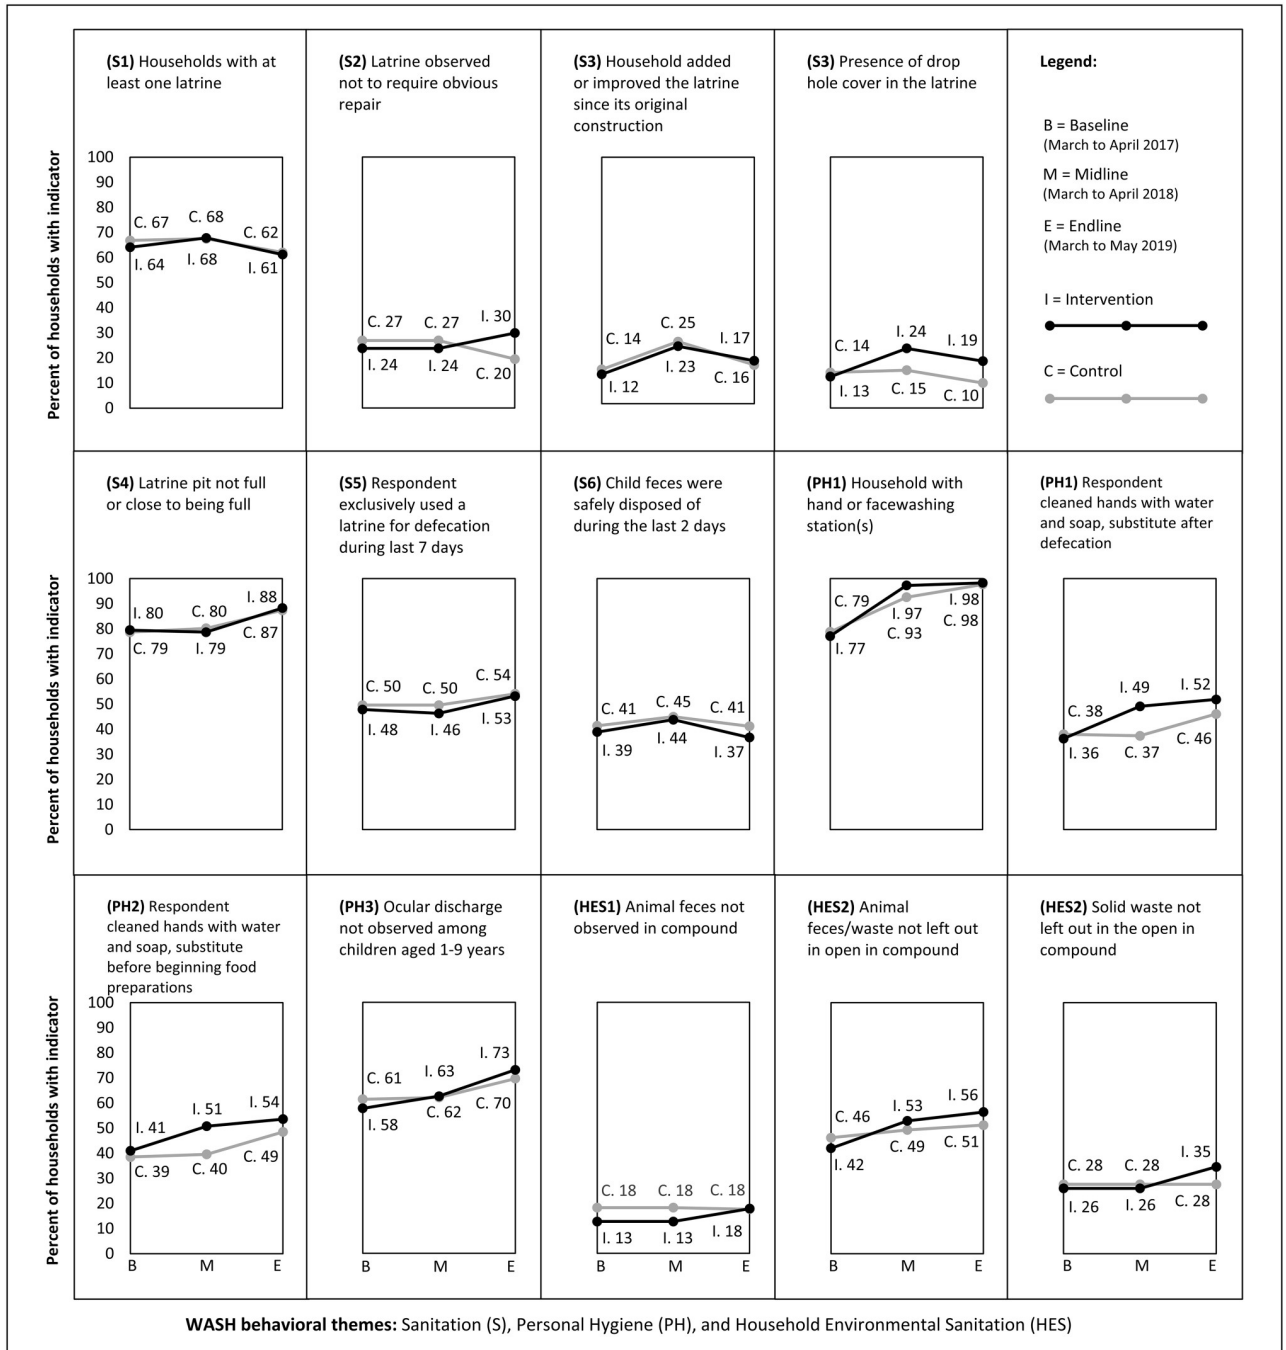 (S1) Households with at
least one latrine
(S2) Latrine observed
not to require obvious
repair
(S3) Household added
or improved the latrine
since its original
construction
(S3) Presence of drop
hole cover in the latrine
Legend:
B = Baseline
(March to April 2017)
M = Midline
(March to April 2018)
E = Endline
(March to May 2019)
I = Intervention
C = Control
Percent of households with indicator
100
90
80
70
60
50
40
30
20
10
0
C. 67
C. 68
C. 62
I. 64
I. 68
I. 61
C. 27
C. 27
I. 30
I. 24
I. 24
C. 20
C. 14
C. 25
I. 17
I. 12
I. 23
C. 16
C. 14
I. 24
I. 19
I. 13
C. 15
C. 10
(S4) Latrine pit not full
or close to being full
(S5) Respondent
exclusively used a
latrine for defecation
during last 7 days
(S6) Child feces were
safely disposed of
during the last 2 days
(PH1) Household with
hand or facewashing
station(s)
(PH1) Respondent
cleaned hands with water
and soap, substitute after
defecation
Percent of households with indicator
100
90
80
70
60
50
40
30
20
10
0
I. 80
C. 80
I. 88
C. 79
I. 79
C. 87
C. 50
C. 50
C. 54
I. 48
I. 46
I. 53
C. 41
C. 45
C. 41
I. 39
I. 44
I. 37
C. 79
I. 97
I. 98
I. 77
C. 93
C. 98
C. 38
I. 49
I. 52
I. 36
C. 37
C. 46
(PH2) Respondent
cleaned hands with water
and soap, substitute
before beginning food
preparations
(PH3) Ocular discharge
not observed among
children aged 1-9 years
(HES1) Animal feces not
observed in compound
(HES2) Animal
feces/waste not left out
in open in compound
(HES2) Solid waste not
left out in the open in
compound
Percent of households with indicator
100
90
80
70
60
50
40
30
20
10
0
I. 41
I. 51
I. 54
C. 39
C. 40
C. 49
B
M
E
C. 61
I. 63
I. 73
I. 58
C. 62
C. 70
B
M
E
C. 18
C. 18
C. 18
I. 13
I. 13
I. 18
B
M
E
C. 46
I. 53
I. 56
I. 42
C. 49
C. 51
B
M
E
C. 28
C. 28
I. 35
I. 26
I. 26
C. 28
B
M
E
WASH behavioral themes: Sanitation (S), Personal Hygiene (PH), and Household Environmental Sanitation (HES)